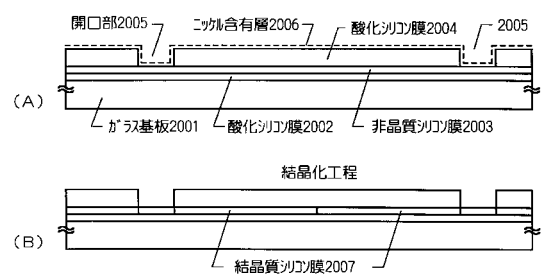 開口部2005
ニッケル含有層2006
酸化シリコン膜2004
2005
(A)
ガラス基板2001
酸化シリコン膜2002
非晶質シリコン膜2003
結晶化工程
(B)
結晶質シリコン膜2007